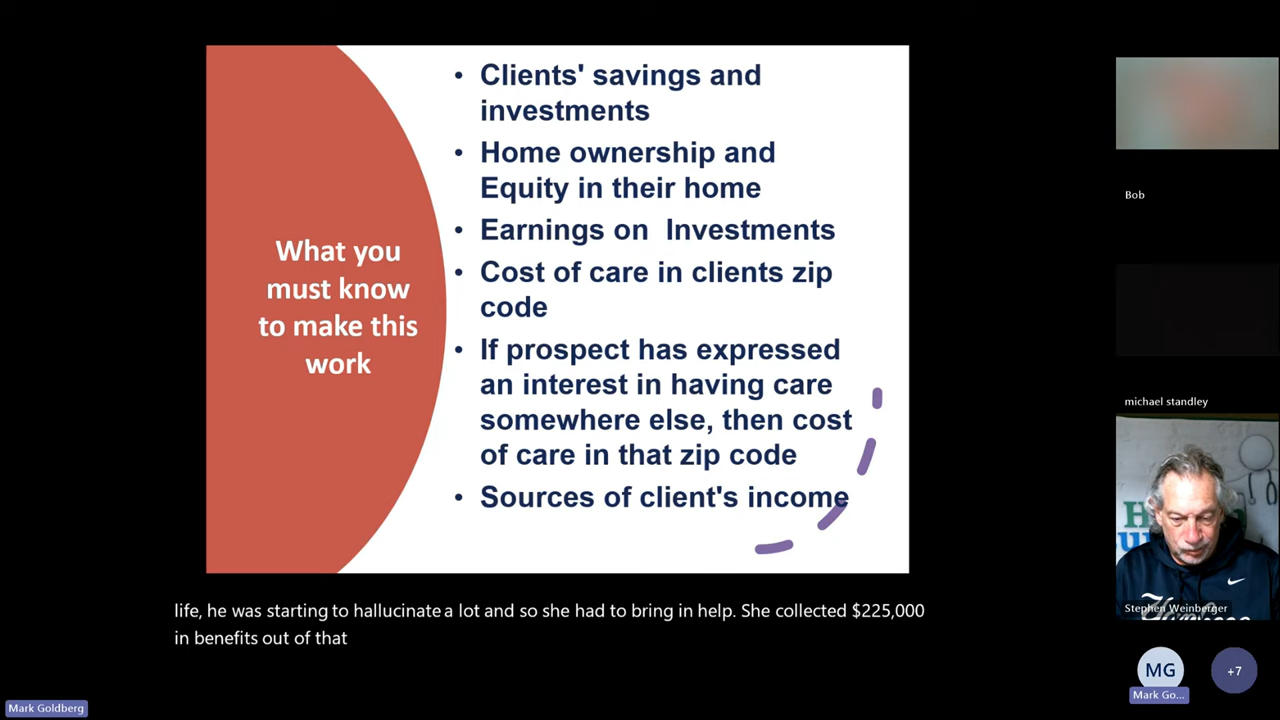 What you
must know
to make this
work
• Clients' savings and
investments
• Home ownership and
Equity in their home
• Earnings on  Investments
• Cost of care in clients zip
code
• If prospect has expressed
an interest in having care
somewhere else, then cost
of care in that zip code
• Sources of client's income
life, he was starting to hallucinate a lot and so she had to bring in help. She collected $225,000
in benefits out of that
Mark Goldberg
Bob
michael standley
Stephen Weinberger
MG
Mark Go...
+7